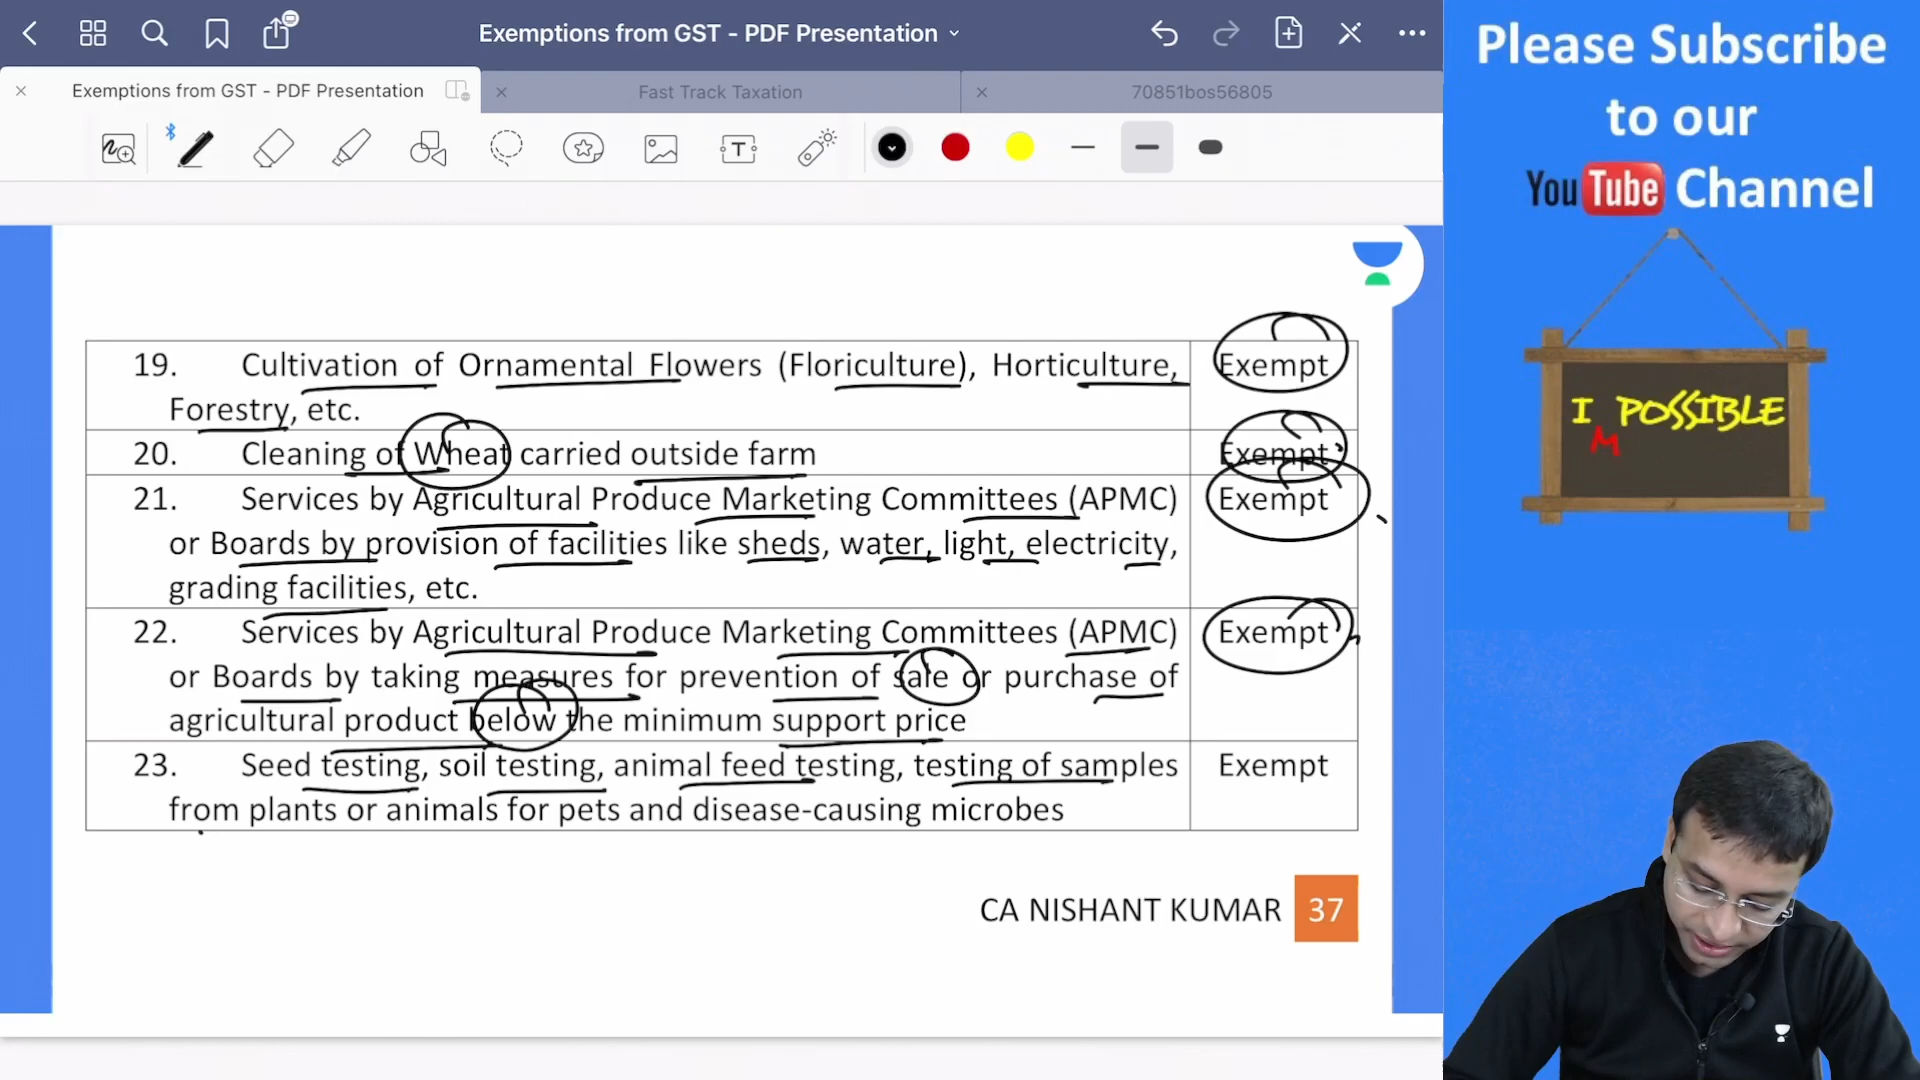 Exemptions from GST - PDF Presentation
Exemptions from GST - PDF Presentation
Fast Track Taxation
70851bos56805
T
19. Cultivation of Ornamental Flowers (Floriculture), Horticulture, Forestry, etc.
Exempt
20. Cleaning of Wheat carried outside farm
Exempt
21. Services by Agricultural Produce Marketing Committees (APMC)
or Boards by provision of facilities like sheds, water, light, electricity,
grading facilities, etc.
Exempt
22. Services by Agricultural Produce Marketing Committees (APMC)
or Boards by taking measures for prevention of sale or purchase of
agricultural product below the minimum support price
Exempt
23. Seed testing, soil testing, animal feed testing, testing of samples
from plants or animals for pets and disease-causing microbes
Exempt
CA NISHANT KUMAR 37
Please Subscribe
to our
YouTube Channel
I POSSIBLE
M